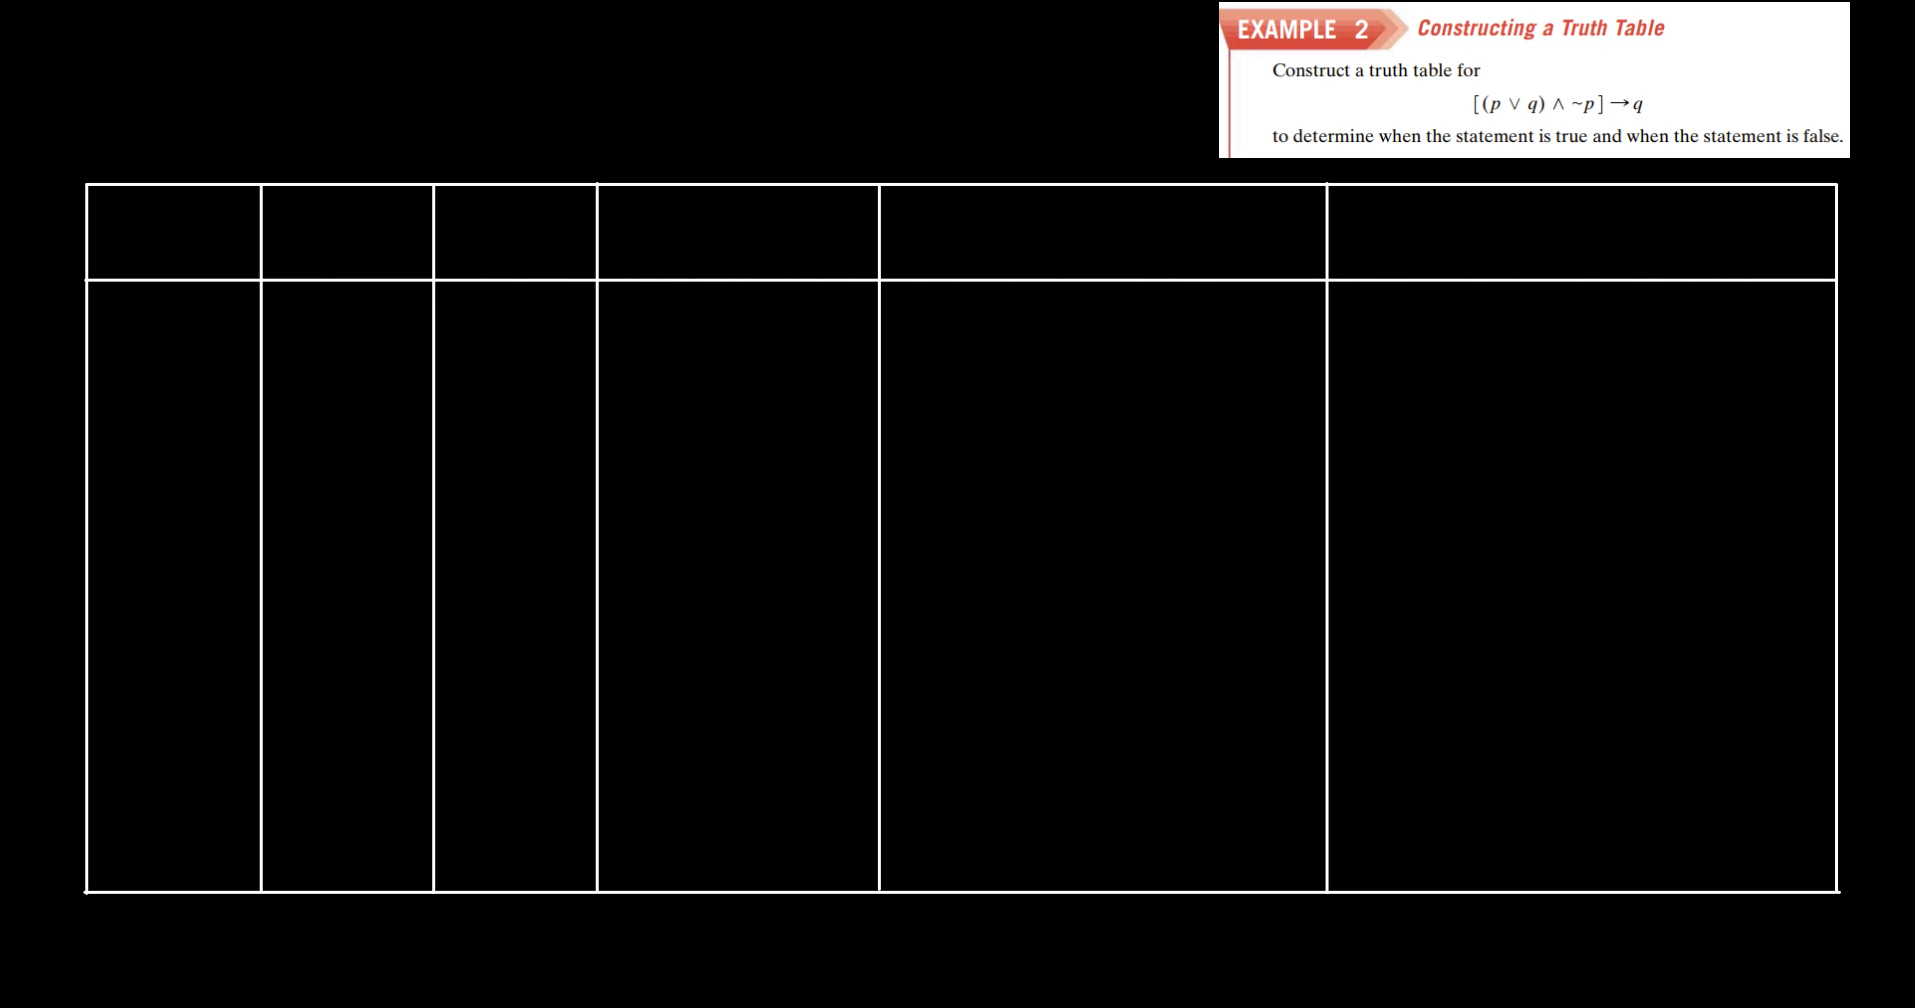 EXAMPLE 2 Constructing a Truth Table
Construct a truth table for
[(p ∨ q) ∧ ~p] → q
to determine when the statement is true and when the statement is false.